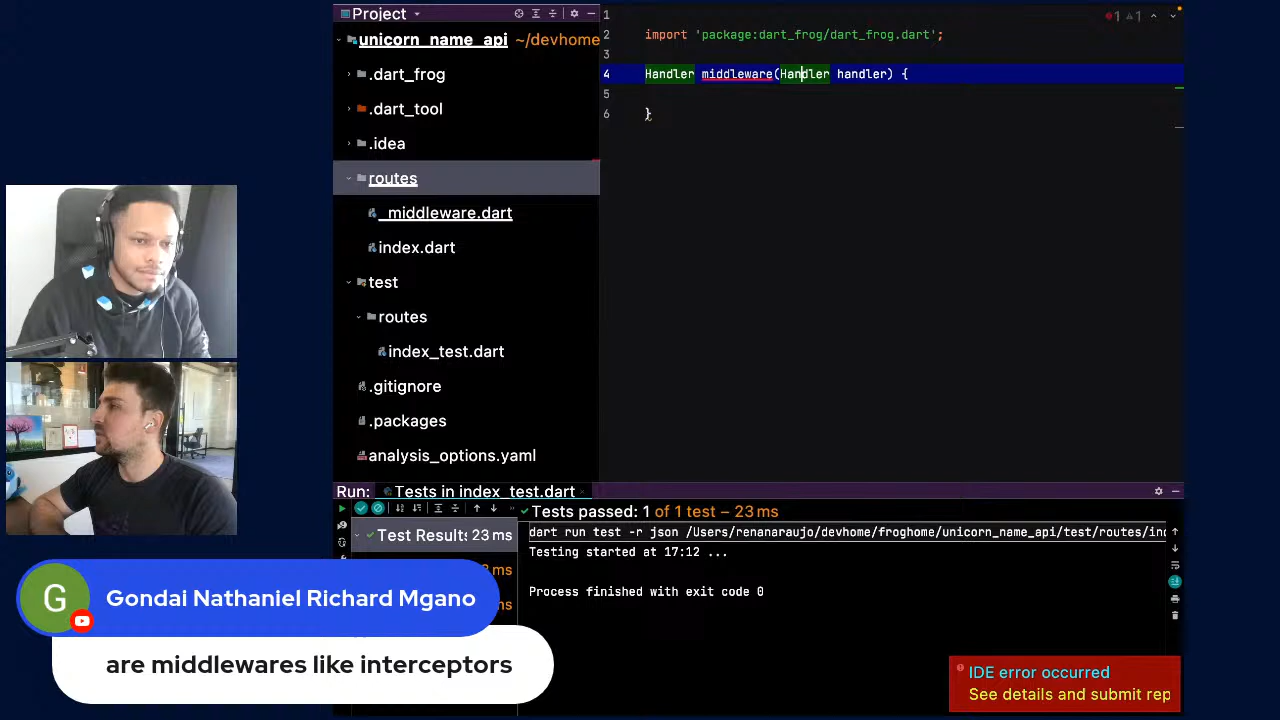 Project
unicorn_name_api ~/devhome
.dart_frog
.dart_tool
.idea
routes
_middleware.dart
index.dart
test
routes
index_test.dart
.gitignore
.packages
analysis_options.yaml
1
2 import 'package:dart_frog/dart_frog.dart';
3
4 Handler middleware(Handler handler) {
5
6 }
1 1
Run: Tests in index_test.dart
Tests passed: 1 of 1 test – 23 ms
Test Results 23 ms
ms
ms
dart run test -r json /Users/renanaraujo/devhome/froghome/unicorn_name_api/test/routes/in
Testing started at 17:12 ...
Process finished with exit code 0
G
Gondai Nathaniel Richard Mgano
are middlewares like interceptors
IDE error occurred
See details and submit rep